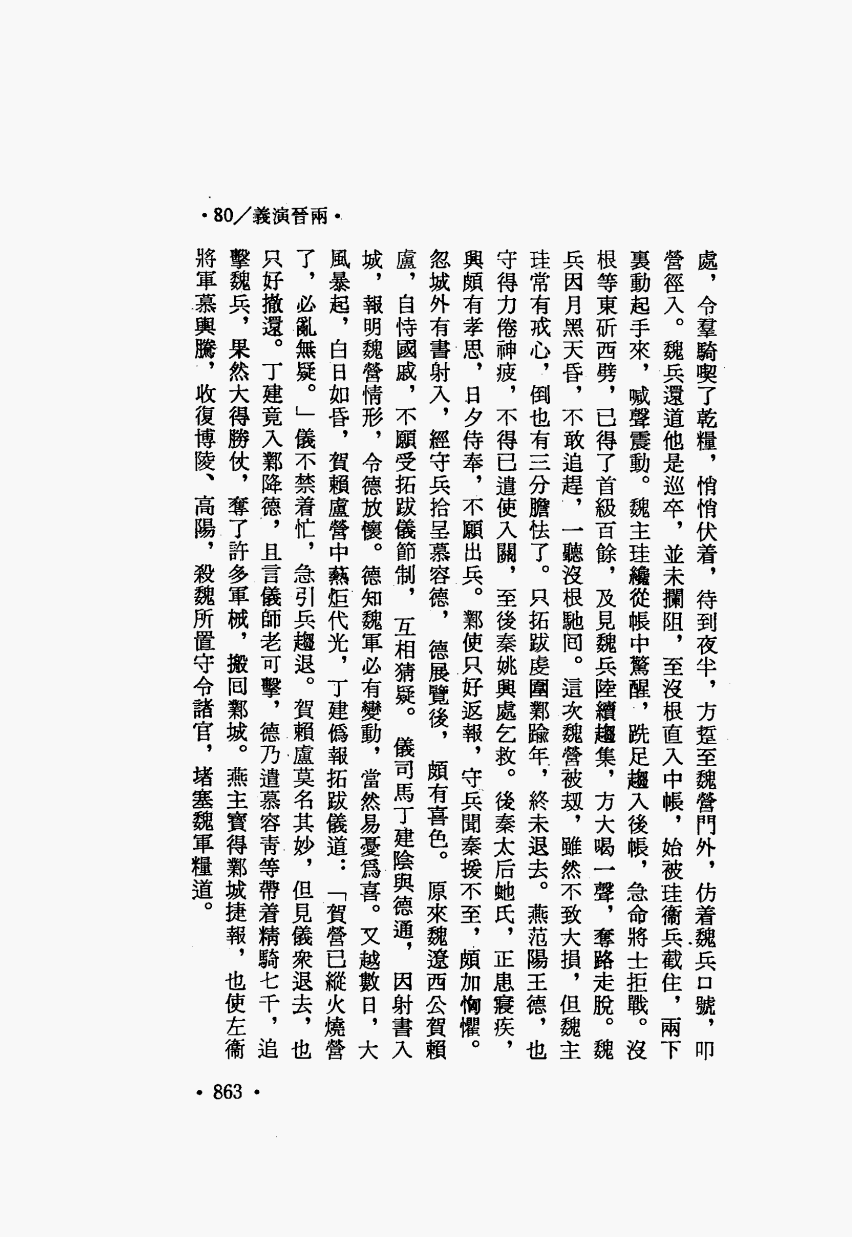 •80／義演晉兩•
處，令羣騎喫了乾糧，悄悄伏着，待到夜半，方踅至魏營門外，仿着魏兵口號，叩
營徑入。魏兵還道他是巡卒，並未攔阻，至沒根直入中帳，始被珪衞兵截住，兩下
裏動起手來，喊聲震動。魏主珪纔從帳中驚醒，跣足趨入後帳，急命將士拒戰。沒
根等東斫西劈，已得了首級百餘，及見魏兵陸續趨集，方大喝一聲，奪路走脫。魏
兵因月黑天昏，不敢追趕，一聽沒根馳回。這次魏營被刼，雖然不致大損，但魏主
珪常有戒心，倒也有三分膽怯了。只拓跋虔圍鄴踰年，終未退去。燕范陽王德，也
守得力倦神疲，不得已遣使入關，至後秦姚興處乞救。後秦太后虵氏，正患寢疾，
興頗有孝思，日夕侍奉，不願出兵。鄴使只好返報，守兵聞秦援不至，頗加恟懼。
忽城外有書射入，經守兵拾呈慕容德，德展覽後，頗有喜色。原來魏遼西公賀賴
盧，自恃國戚，不願受拓跋儀節制，互相猜疑。儀司馬丁建陰與德通，因射書入
城，報明魏營情形，令德放懷。德知魏軍必有變動，當然易憂爲喜。又越數日，大
風暴起，白日如昏，賀賴盧營中爇炬代光，丁建僞報拓跋儀道：「賀營已縱火燒營
了，必亂無疑。」儀不禁着忙，急引兵趨退。賀賴盧莫名其妙，但見儀衆退去，也
只好撤還。丁建竟入鄴降德，且言儀師老可擊，德乃遣慕容靑等帶着精騎七千，追
擊魏兵，果然大得勝仗，奪了許多軍械，搬回鄴城。燕主寶得鄴城捷報，也使左衞
將軍慕輿騰，收復博陵、高陽，殺魏所置守令諸官，堵塞魏軍糧道。
•863•